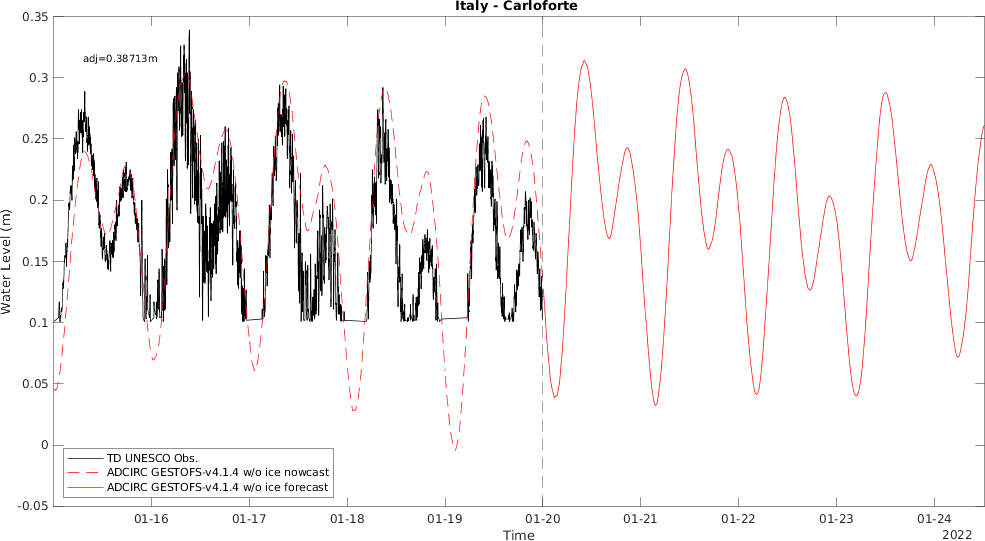 Italy - Carloforte
adj=0.38713m
0.35
0.3
0.25
0.2
0.15
0.1
0.05
0
-0.05
Water Level (m)
TD UNESCO Obs.
ADCIRC GESTOFS-v4.1.4 w/o ice nowcast
ADCIRC GESTOFS-v4.1.4 w/o ice forecast
01-16 01-17 01-18 01-19 01-20 01-21 01-22 01-23 01-24
Time
2022